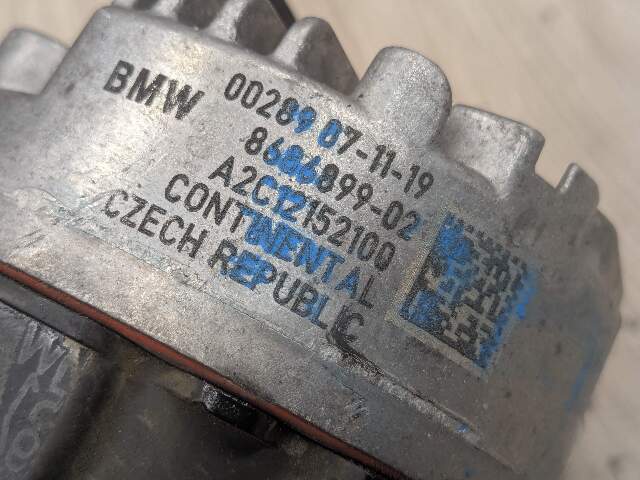 BMW 00289 07-11-19
8686899-02
A2C12152100
CONTINENTAL
CZECH REPUBLIC